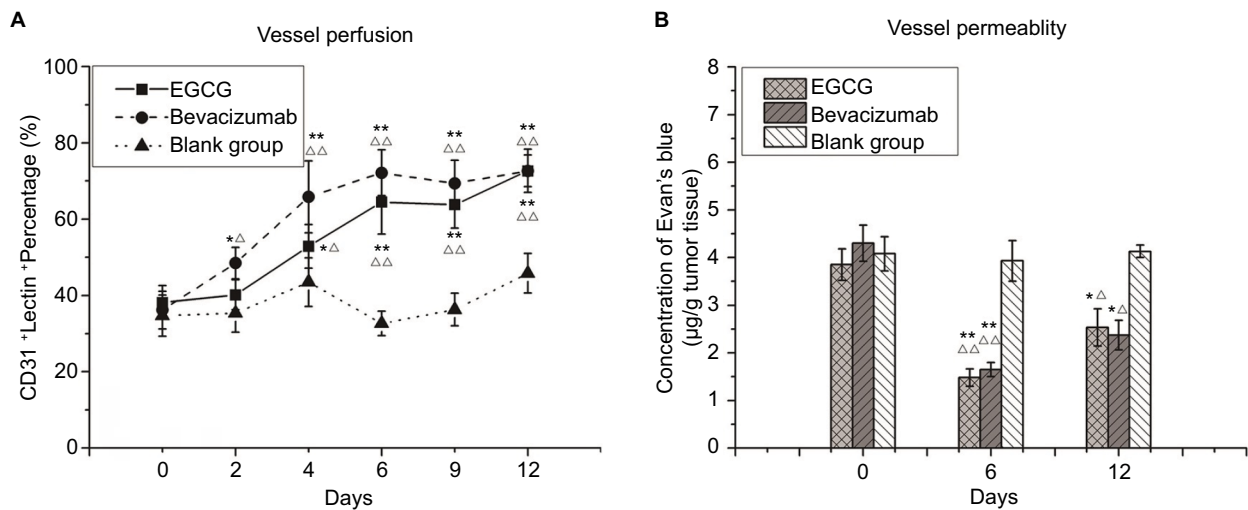 A
Vessel perfusion
CD31 +Lectin +Percentage (%)
100
80
60
40
20
0
EGCG
Bevacizumab
Blank group
*△
**
△△
*△
**
△△
**
△△
**
△△
**
△△
**
△△
**
△△
0 2 4 6 9 12
Days
B
Vessel permeablity
Concentration of Evan's blue
(μg/g tumor tissue)
8
7
6
5
4
3
2
1
0
EGCG
Bevacizumab
Blank group
** **
△△ △△
*△ *△
0 6 12
Days